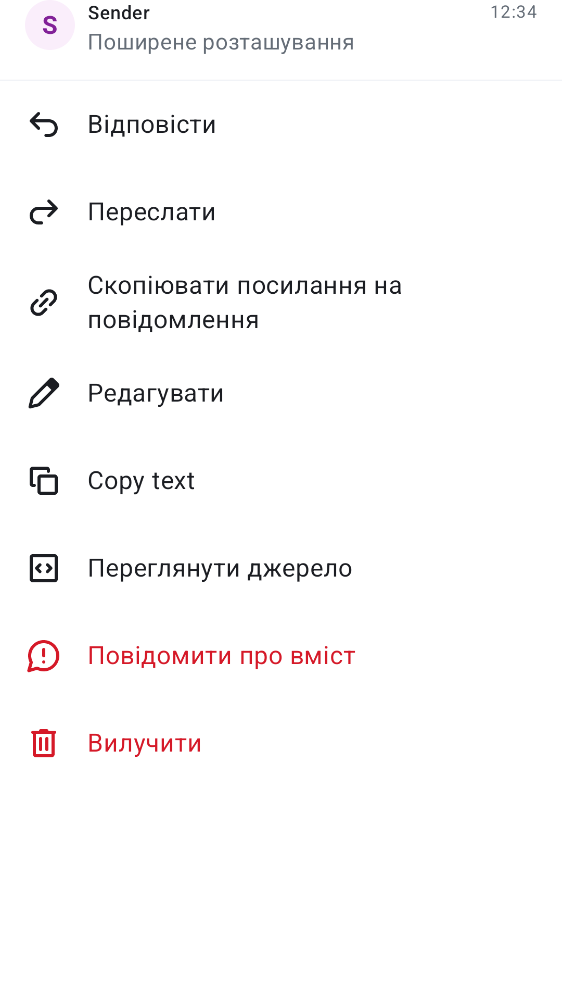 S
Sender
12:34
Поширене розташування
Відповісти
Переслати
Скопіювати посилання на
повідомлення
Редагувати
Copy text
Переглянути джерело
Повідомити про вміст
Вилучити